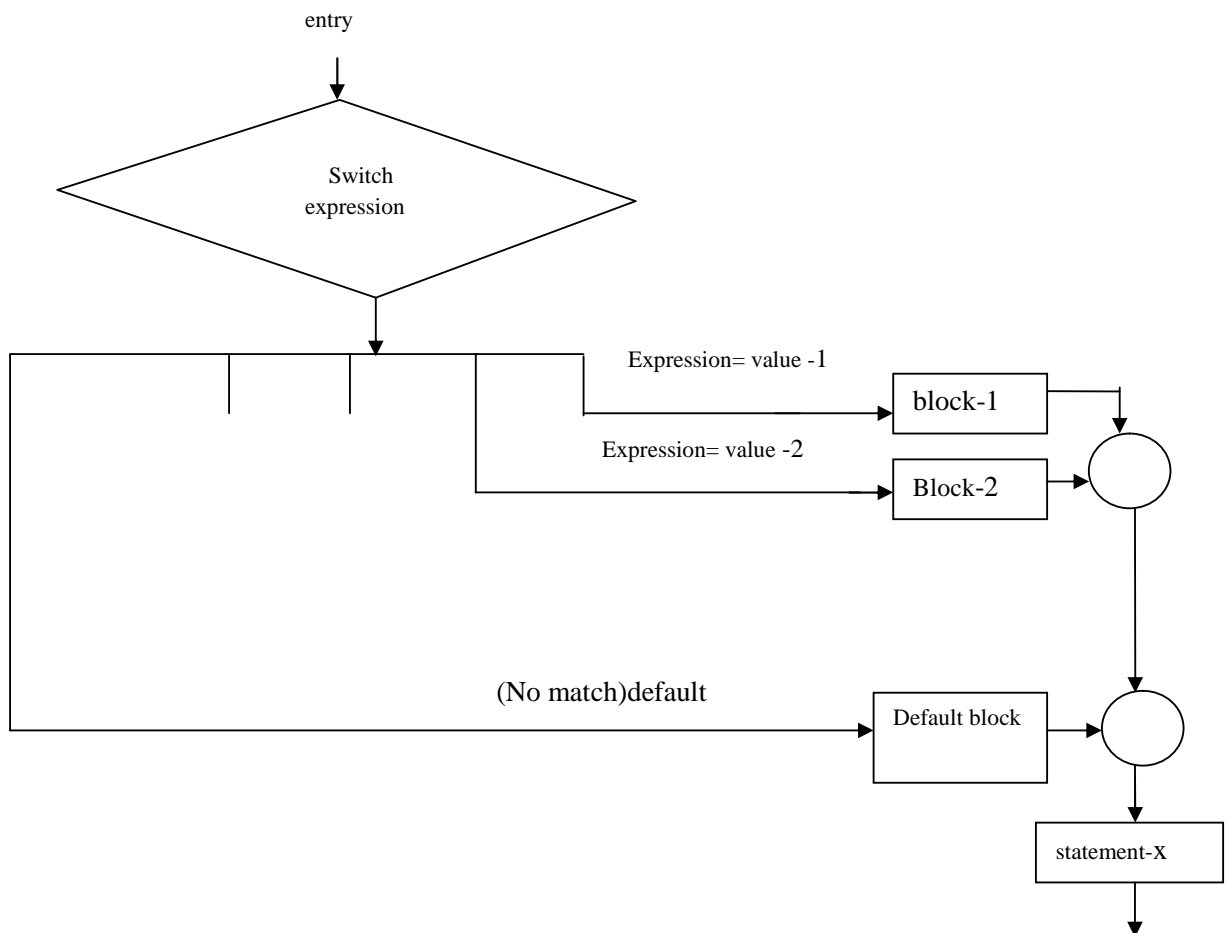 entry
Switch
expression
Expression= value -1
block-1
Expression= value -2
Block-2
(No match)default
Default block
statement-x